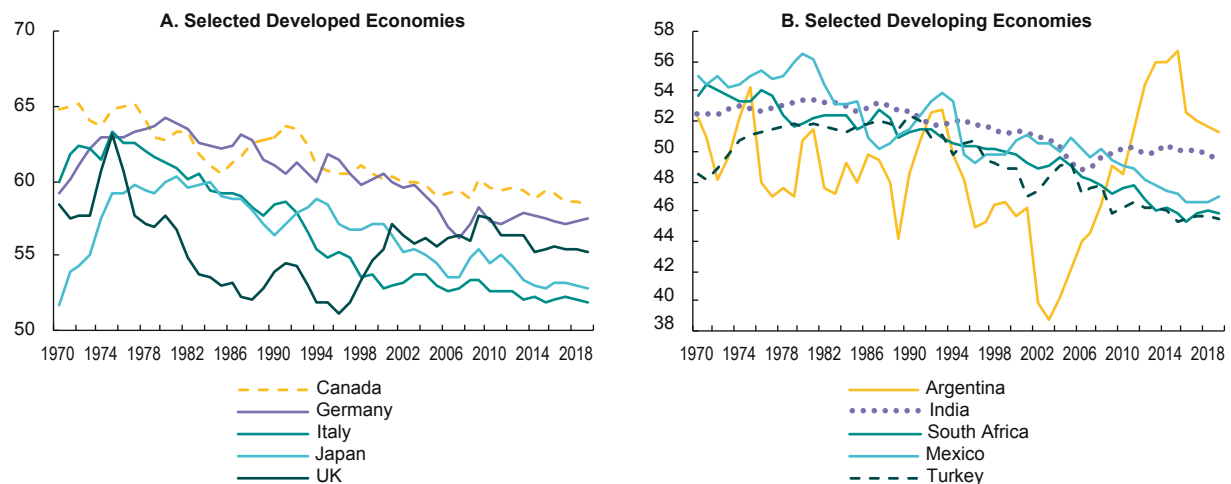 A. Selected Developed Economies
70
65
60
55
50
1970 1974 1978 1982 1986 1990 1994 1998 2002 2006 2010 2014 2018
Canada
Germany
Italy
Japan
UK
B. Selected Developing Economies
58
56
54
52
50
48
46
44
42
40
38
1970 1974 1978 1982 1986 1990 1994 1998 2002 2006 2010 2014 2018
Argentina
India
South Africa
Mexico
Turkey